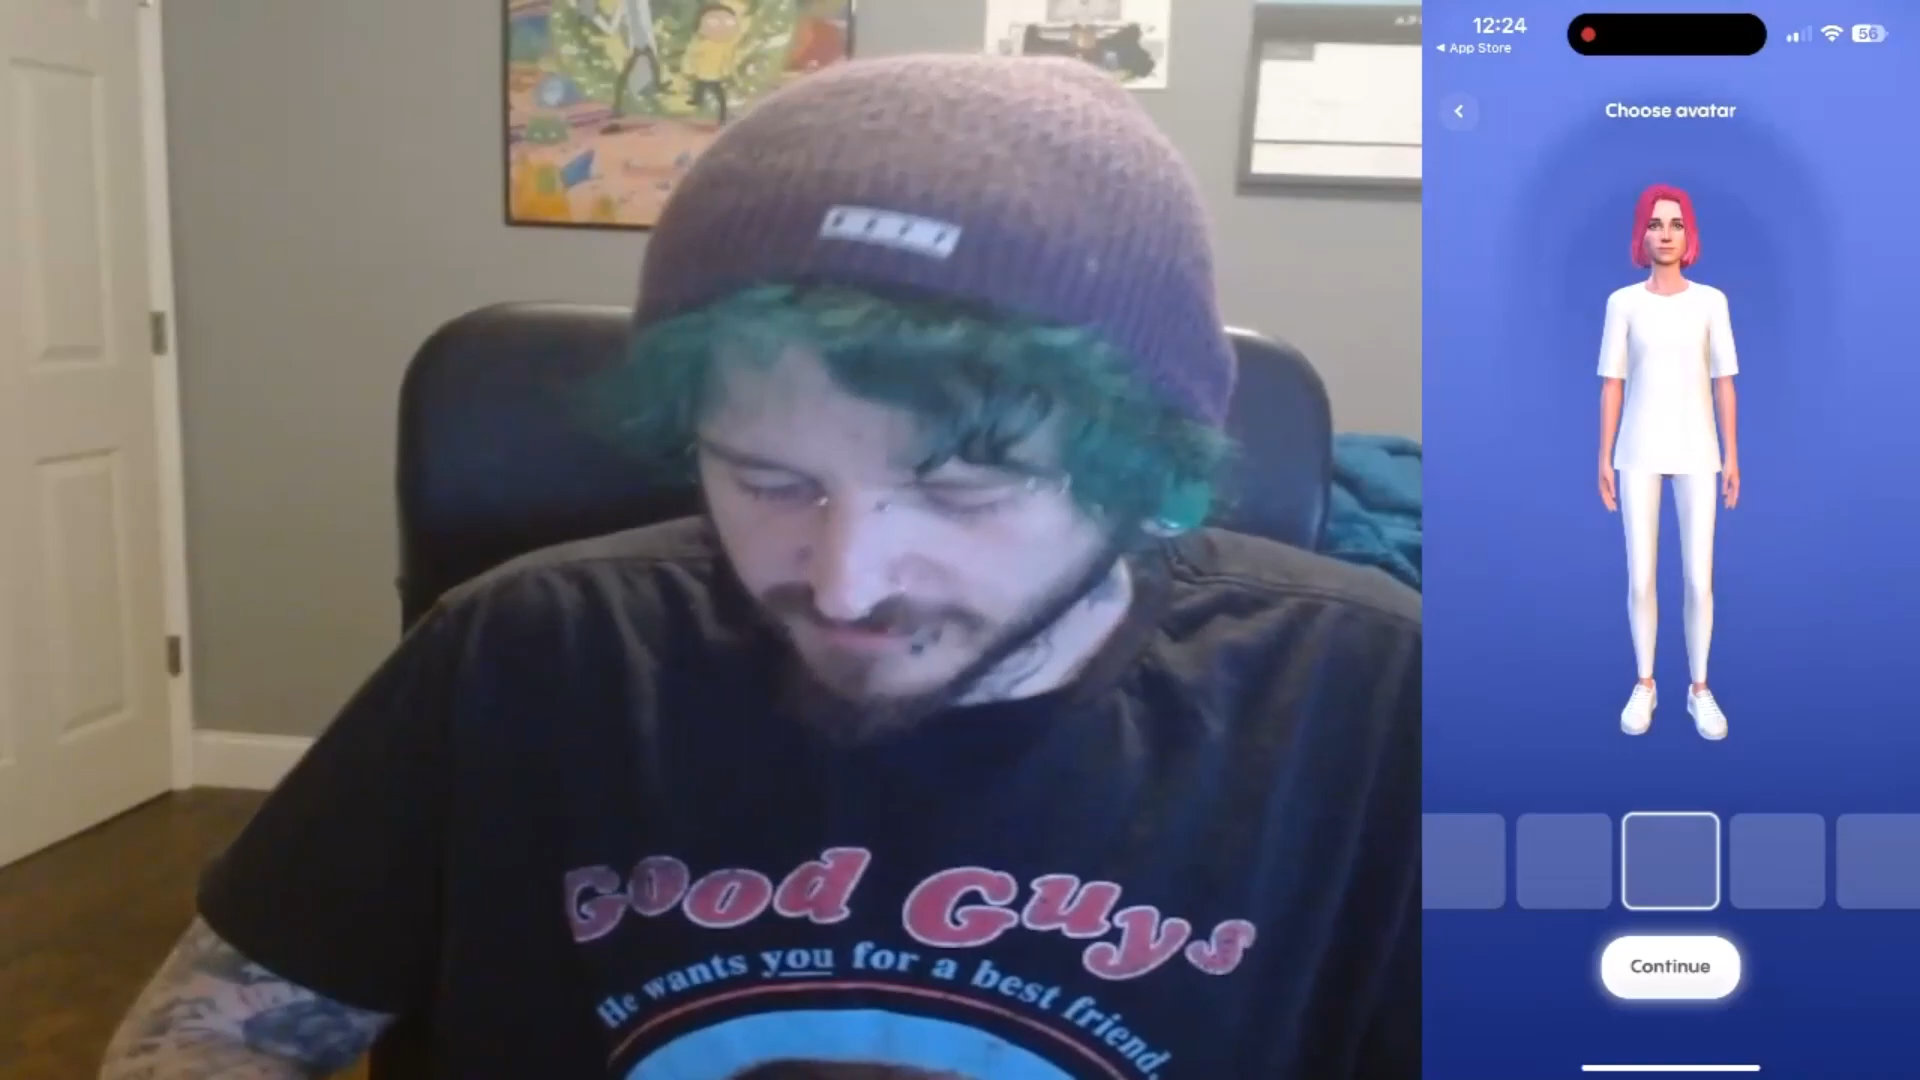 12:24
App Store
56
Choose avatar
Good Guys
He wants you for a best friend.
Continue